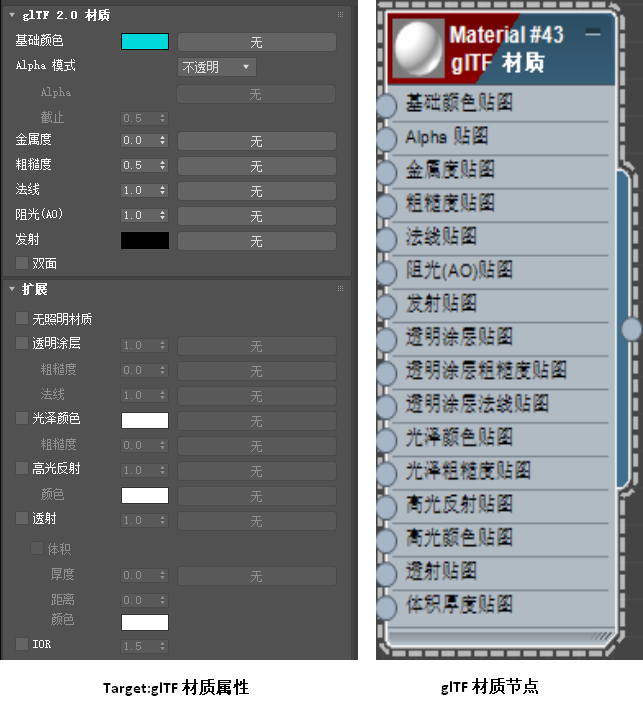 glTF 2.0 材质
基础颜色 无
Alpha 模式 不透明
Alpha 无
截止 0.5
金属度 0.0 无
粗糙度 0.5 无
法线 1.0 无
阻光(AO) 1.0 无
发射 无
双面
扩展
无照明材质
透明涂层 1.0 无
粗糙度 0.0 无
法线 1.0 无
光泽颜色 无
粗糙度 0.0 无
高光反射 1.0 无
颜色 无
透射 1.0 无
体积
厚度 0.0 无
距离 0.0
颜色
IOR 1.5
Target:glTF 材质属性
Material #43
glTF 材质
基础颜色贴图
Alpha 贴图
金属度贴图
粗糙度贴图
法线贴图
阻光(AO)贴图
发射贴图
透明涂层贴图
透明涂层粗糙度贴图
透明涂层法线贴图
光泽颜色贴图
光泽粗糙度贴图
高光反射贴图
高光颜色贴图
透射贴图
体积厚度贴图
glTF 材质节点